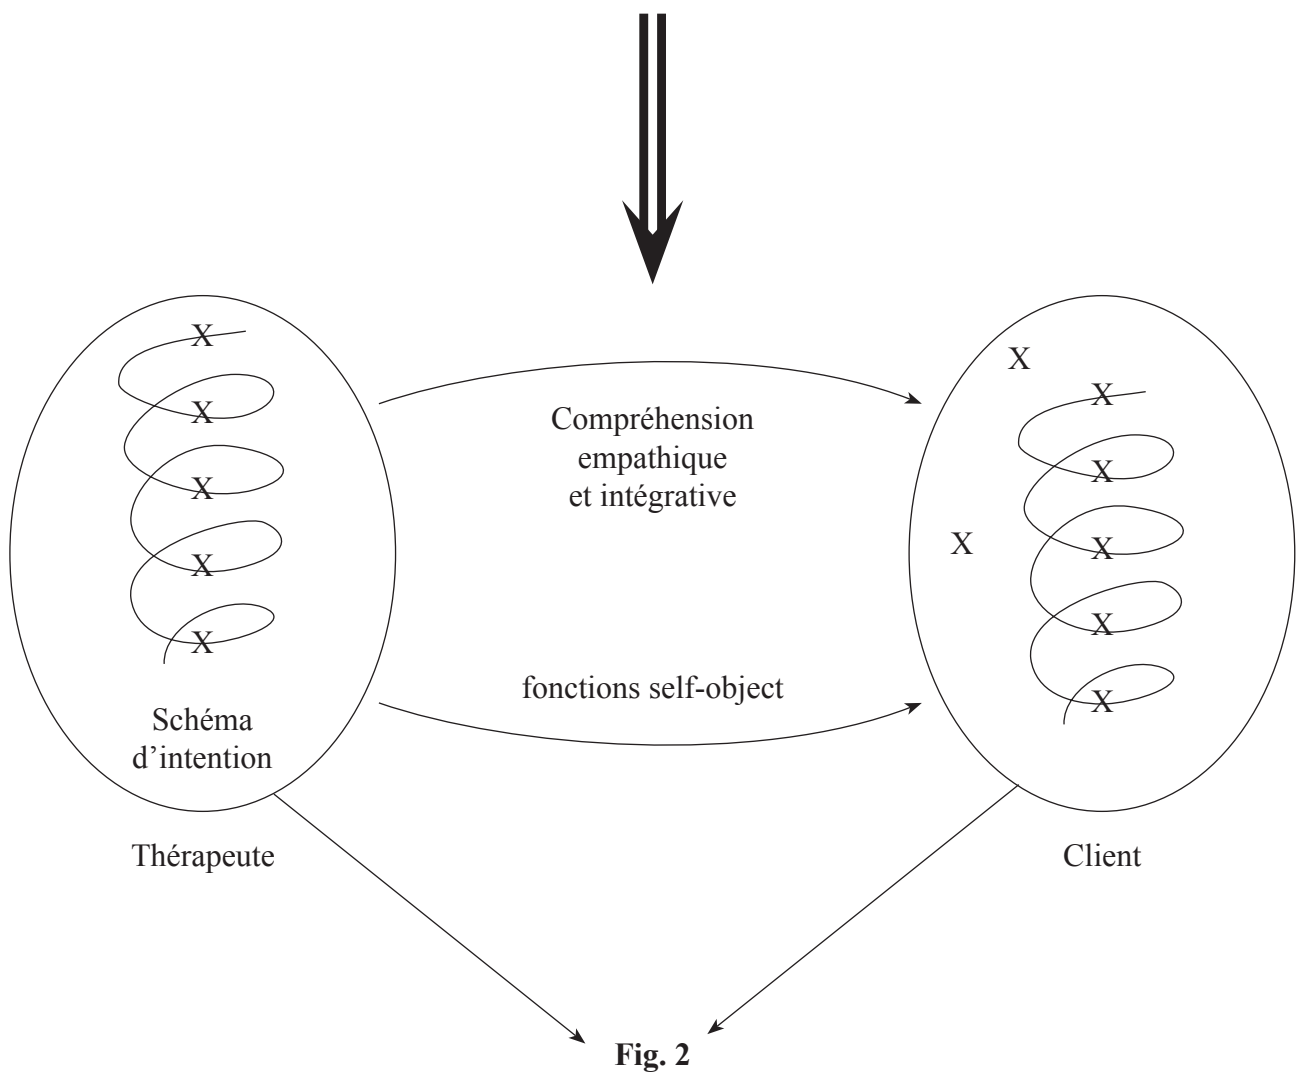 X
X
X
X
X
Schéma
d’intention
Thérapeute
Compréhension
empathique
et intégrative
fonctions self-object
X
X
X
X
X
X
X
Client
Fig. 2